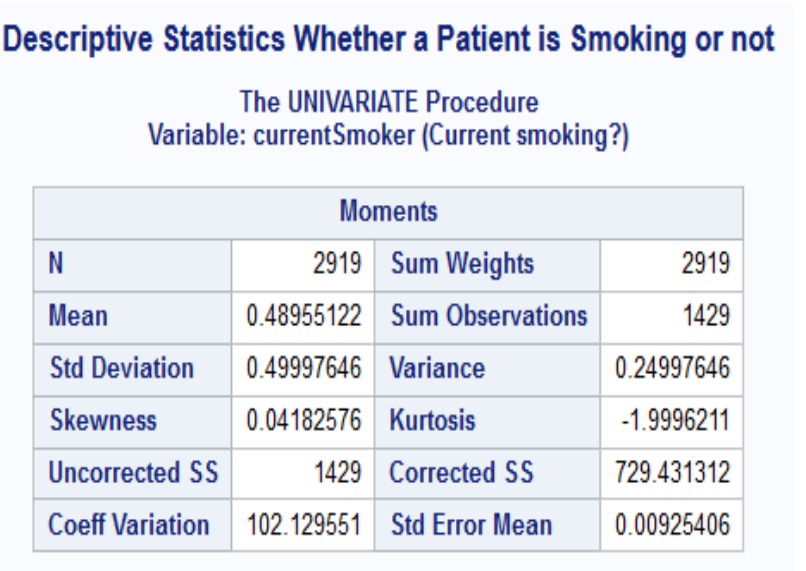 Descriptive Statistics Whether a Patient is Smoking or not
The UNIVARIATE Procedure
Variable: currentSmoker (Current smoking?)
Moments
N 2919 Sum Weights 2919
Mean 0.48955122 Sum Observations 1429
Std Deviation 0.49997646 Variance 0.24997646
Skewness 0.04182576 Kurtosis -1.9996211
Uncorrected SS 1429 Corrected SS 729.431312
Coeff Variation 102.129551 Std Error Mean 0.00925406